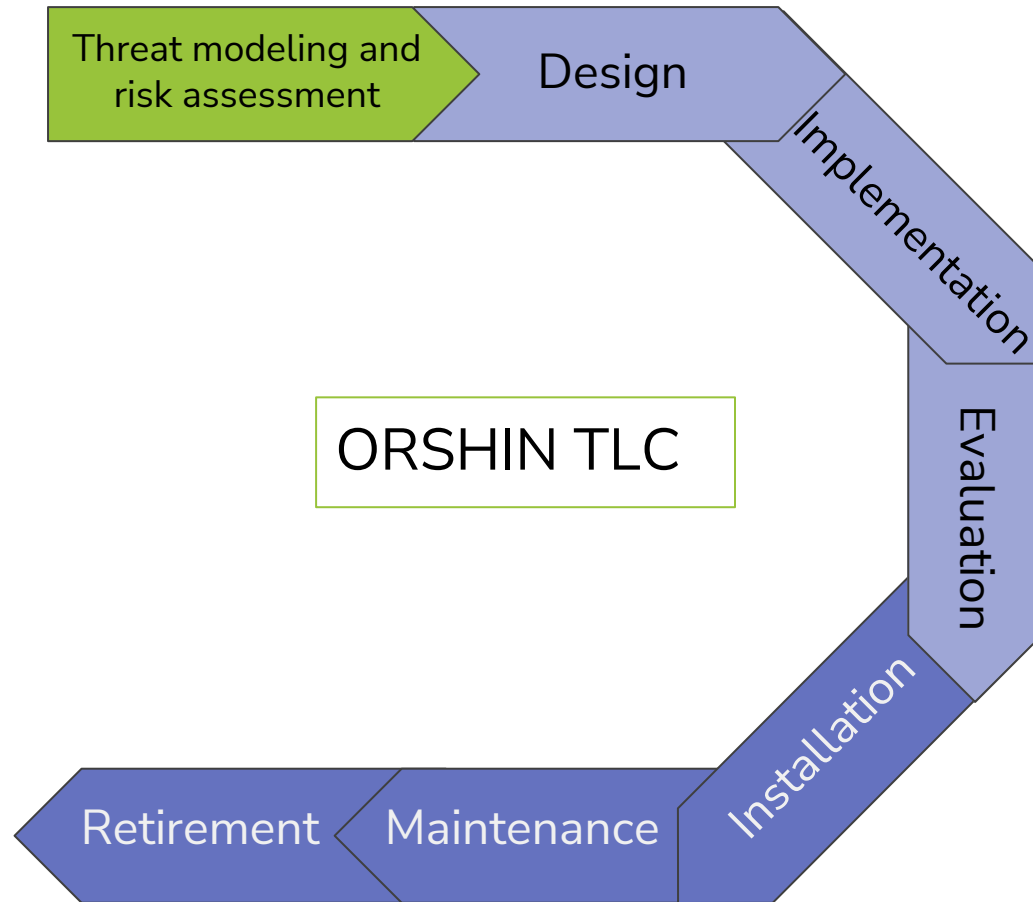 Threat modeling and
risk assessment
Design
Implementation
Evaluation
ORSHIN TLC
Installation
Maintenance
Retirement